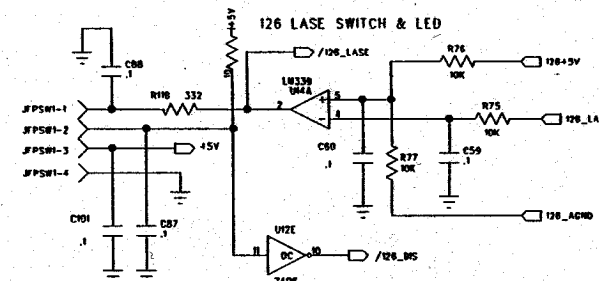 126 LASE SWITCH & LED
+5V
C88
.1
/126_LASE
R76
10K
126+5V
LM339
U14A
R118 332
JFPSW1-1
2
5
4
R75
10K
126_LA
JFPSW1-2
JFPSW1-3
+5V
C60
.1
R77
10K
C59
.1
JFPSW1-4
C101
.1
C87
.1
126_AGND
U12E
11
OC
10
/126_DIS